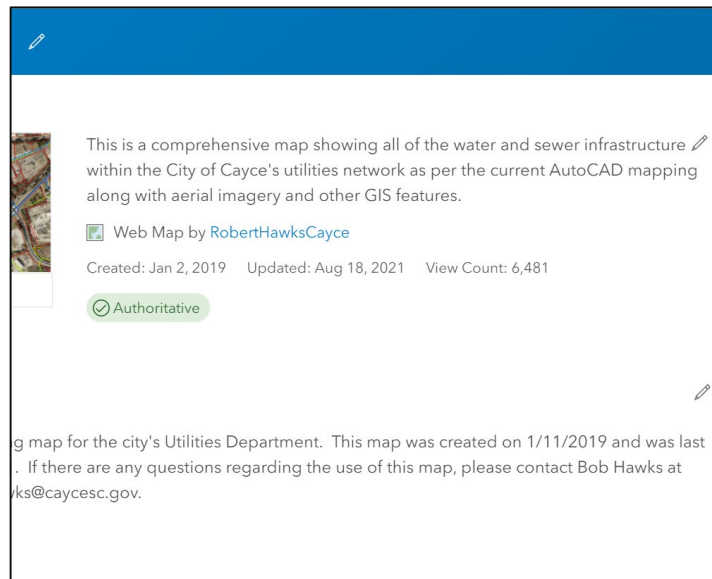 This is a comprehensive map showing all of the water and sewer infrastructure
within the City of Cayce's utilities network as per the current AutoCAD mapping
along with aerial imagery and other GIS features.
Web Map by RobertHawksCayce
Created: Jan 2, 2019 Updated: Aug 18, 2021 View Count: 6,481
Authoritative
g map for the city's Utilities Department. This map was created on 1/11/2019 and was last
. If there are any questions regarding the use of this map, please contact Bob Hawks at
ks@caycesc.gov.